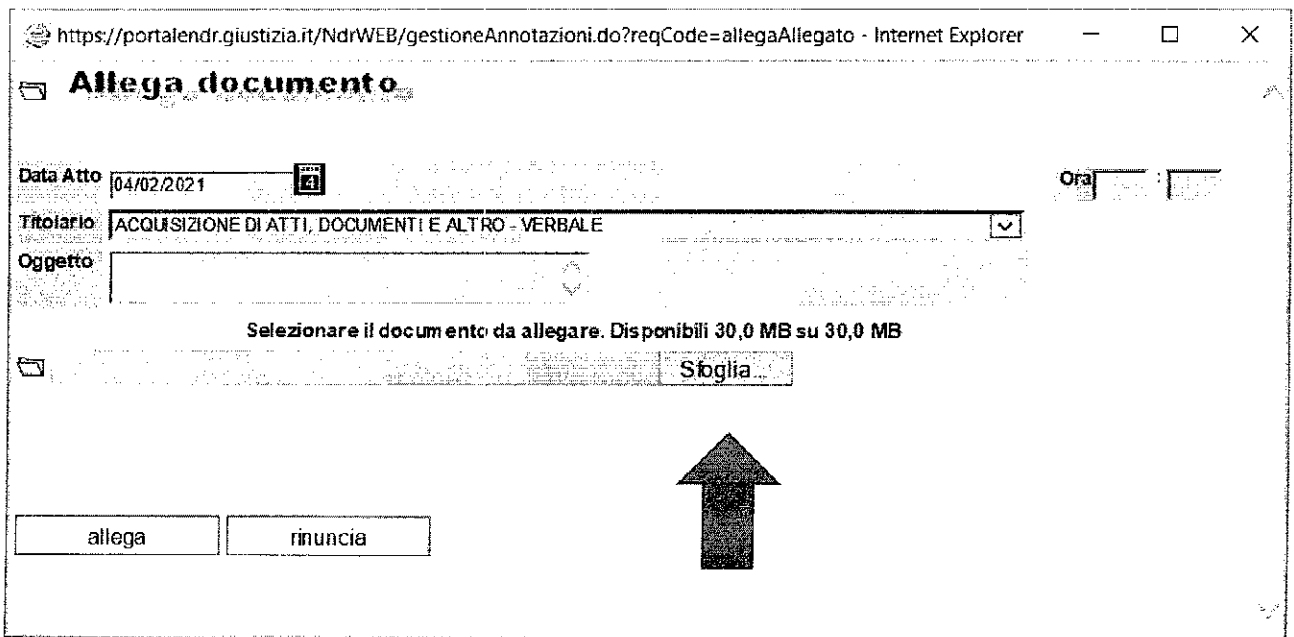 https://portalendr.giustizia.it/NdrWEB/gestioneAnnotazioni.do?reqCode=allegaAllegato - Internet Explorer
Allega documento
Data Atto 04/02/2021 4 Ora :
Titolario ACQUISIZIONE DI ATTI, DOCUMENTI E ALTRO - VERBALE
Oggetto
Selezionare il documento da allegare. Disponibili 30,0 MB su 30,0 MB
Sfoglia...
allega rinuncia